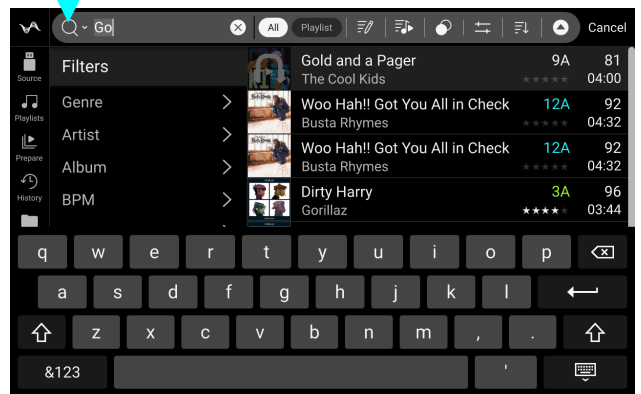 Go All Playlist Cancel
Source
Playlists
Prepare
History
Filters
Genre
Artist
Album
BPM
Gold and a Pager 9A 81
The Cool Kids 04:00
Woo Hah!! Got You All in Check 12A 92
Busta Rhymes 04:32
Woo Hah!! Got You All in Check 12A 92
Busta Rhymes 04:32
Dirty Harry 3A 96
Gorillaz 03:44
q w e r t y u i o p
a s d f g h j k l
z x c v b n m , .
&123 '